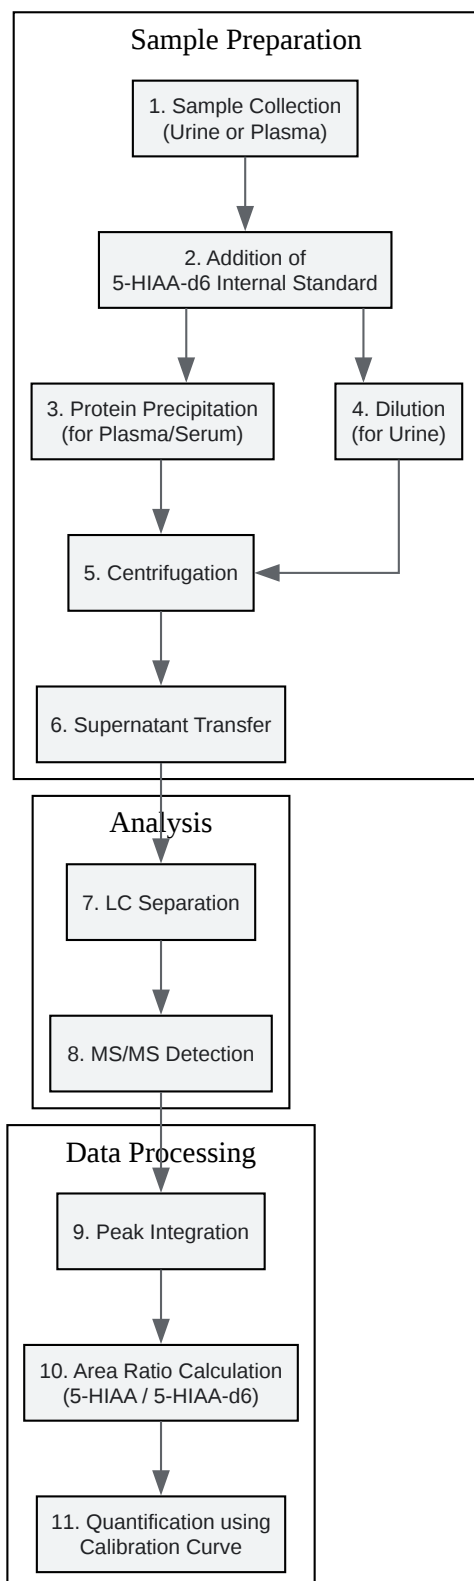 Sample Preparation
1. Sample Collection
(Urine or Plasma)
2. Addition of
5-HIAA-d6 Internal Standard
3. Protein Precipitation
(for Plasma/Serum)
4. Dilution
(for Urine)
5. Centrifugation
6. Supernatant Transfer
Analysis
7. LC Separation
8. MS/MS Detection
Data Processing
9. Peak Integration
10. Area Ratio Calculation
(5-HIAA / 5-HIAA-d6)
11. Quantification using
Calibration Curve